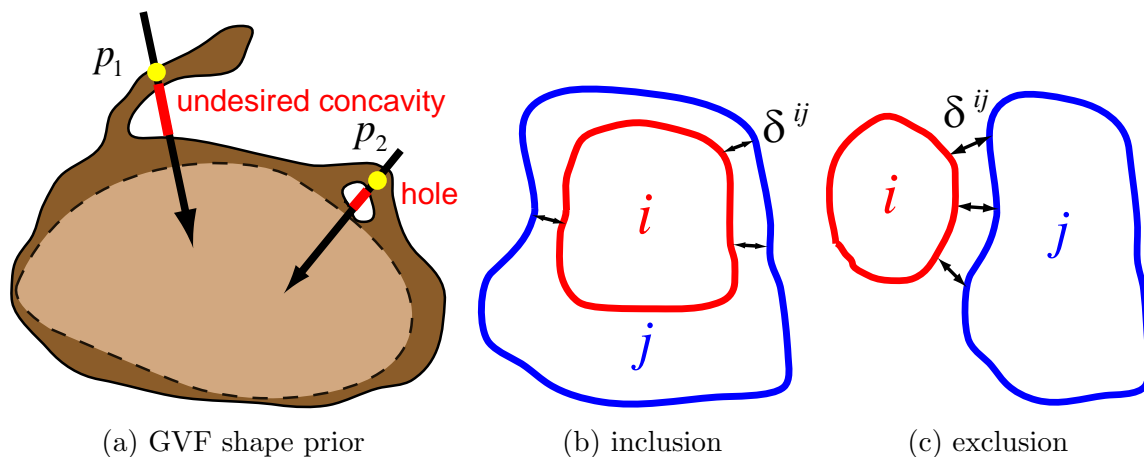 p₁
undesired concavity
p₂
hole
δ^{ij}
i
j
δ^{ij}
i
j
(a) GVF shape prior
(b) inclusion
(c) exclusion